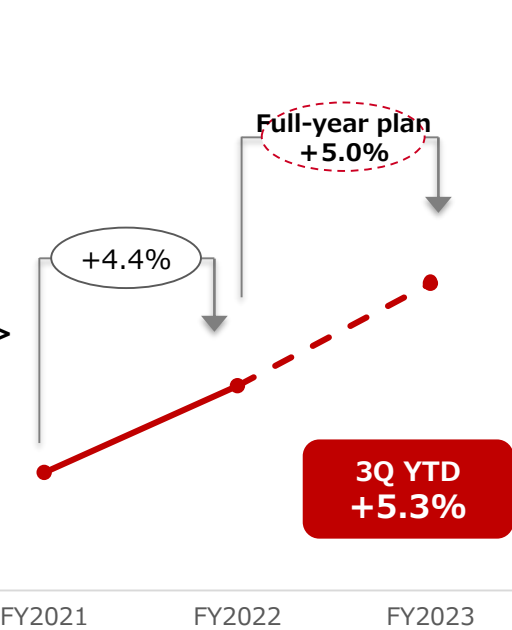 Full-year plan
+5.0%
+4.4%
>
3Q YTD
+5.3%
FY2021
FY2022
FY2023